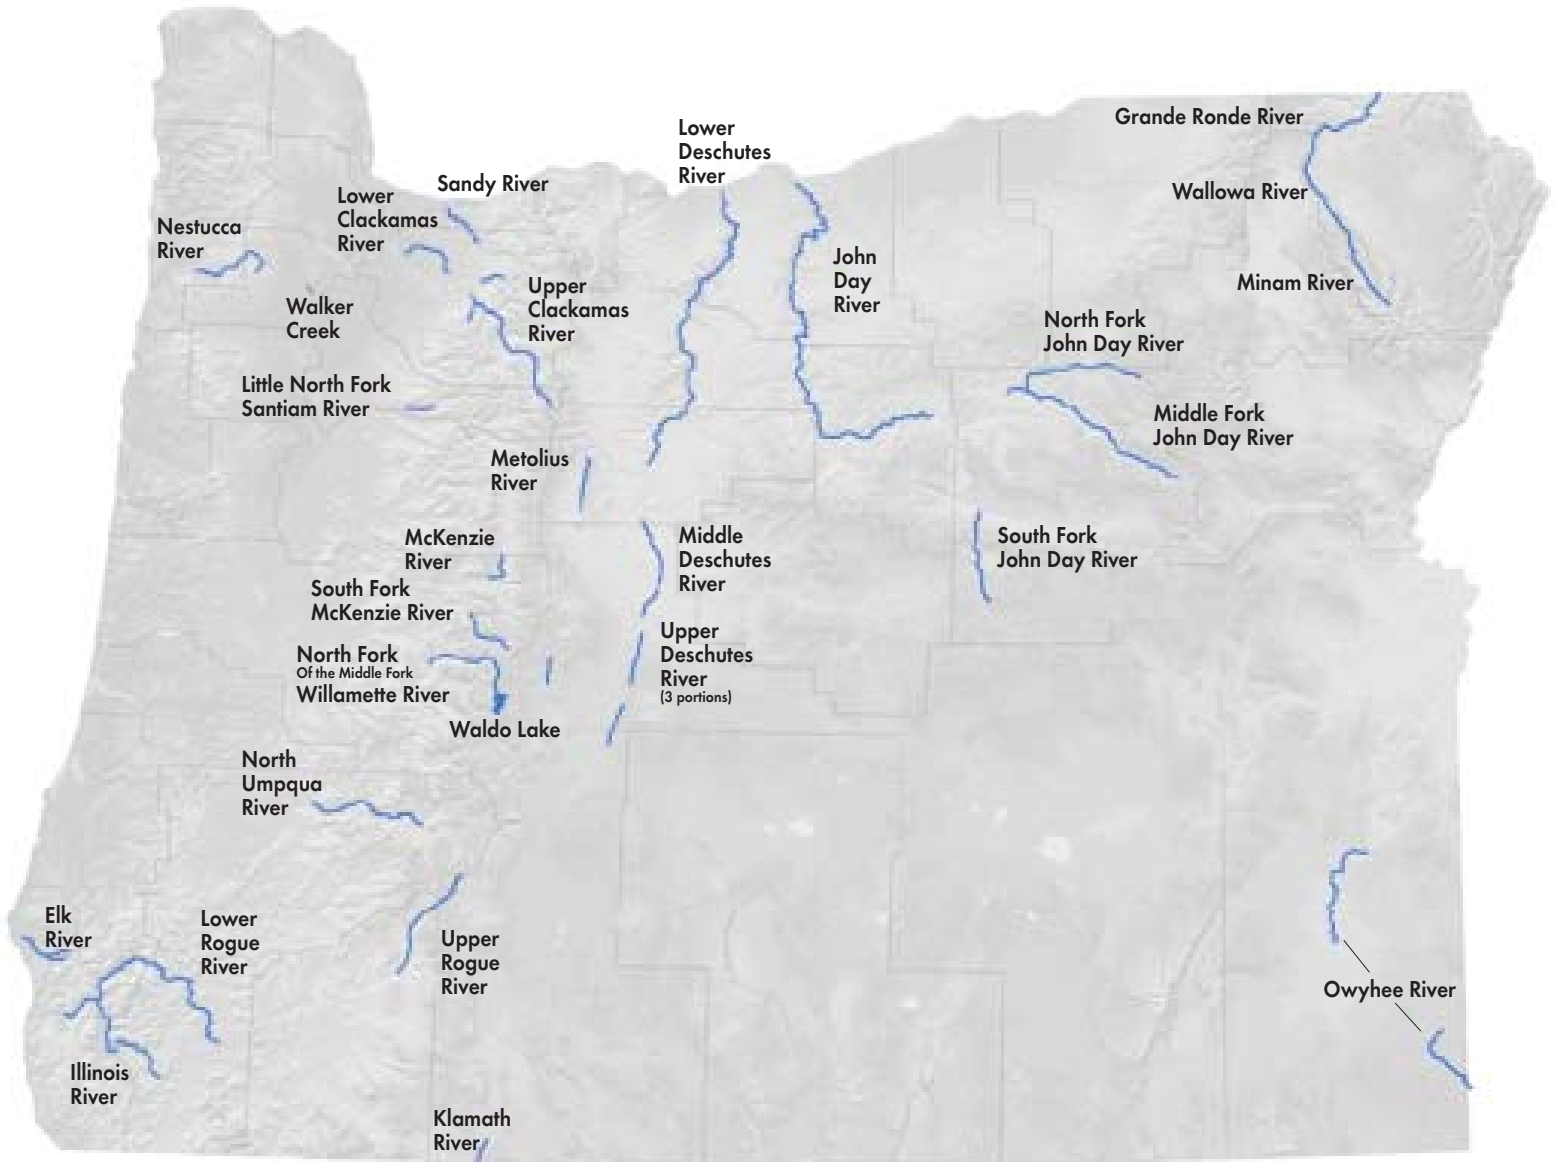 Grande Ronde River
Lower
Deschutes
River
Sandy River
Wallowa River
Lower
Clackamas
River
Nestucca
River
John
Day
River
Minam River
Upper
Clackamas
River
Walker
Creek
North Fork
John Day River
Little North Fork
Santiam River
Middle Fork
John Day River
Metolius
River
McKenzie
River
Middle
Deschutes
River
South Fork
John Day River
South Fork
McKenzie River
Upper
Deschutes
River
(3 portions)
North Fork
Of the Middle Fork
Willamette River
Waldo Lake
North
Umpqua
River
Elk
River
Lower
Rogue
River
Upper
Rogue
River
Owyhee River
Illinois
River
Klamath
River